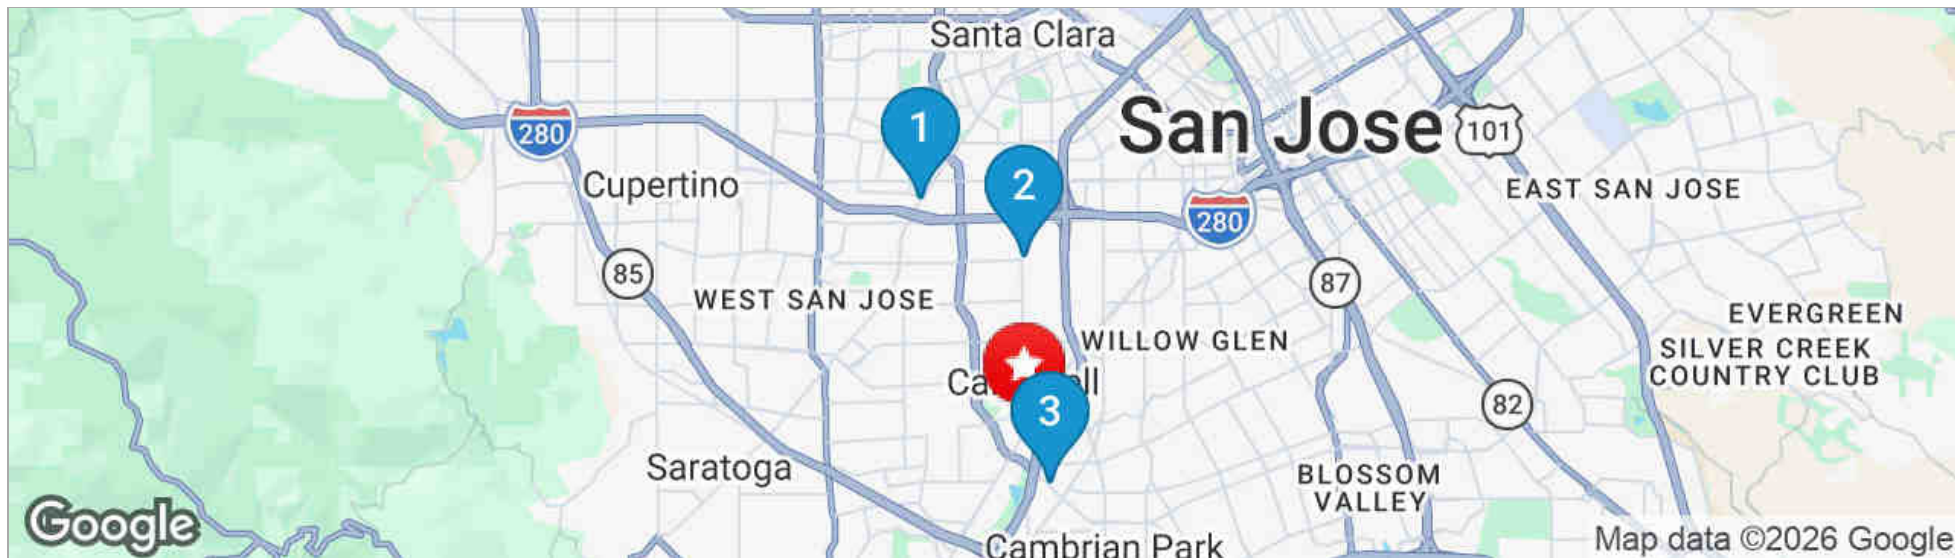 Santa Clara
San Jose
101
280
1
Cupertino
2
EAST SAN JOSE
280
85
WEST SAN JOSE
87
EVERGREEN
WILLOW GLEN
SILVER CREEK
COUNTRY CLUB
3
82
Saratoga
BLOSSOM
VALLEY
Google
Cambrian Park
Map data ©2026 Google